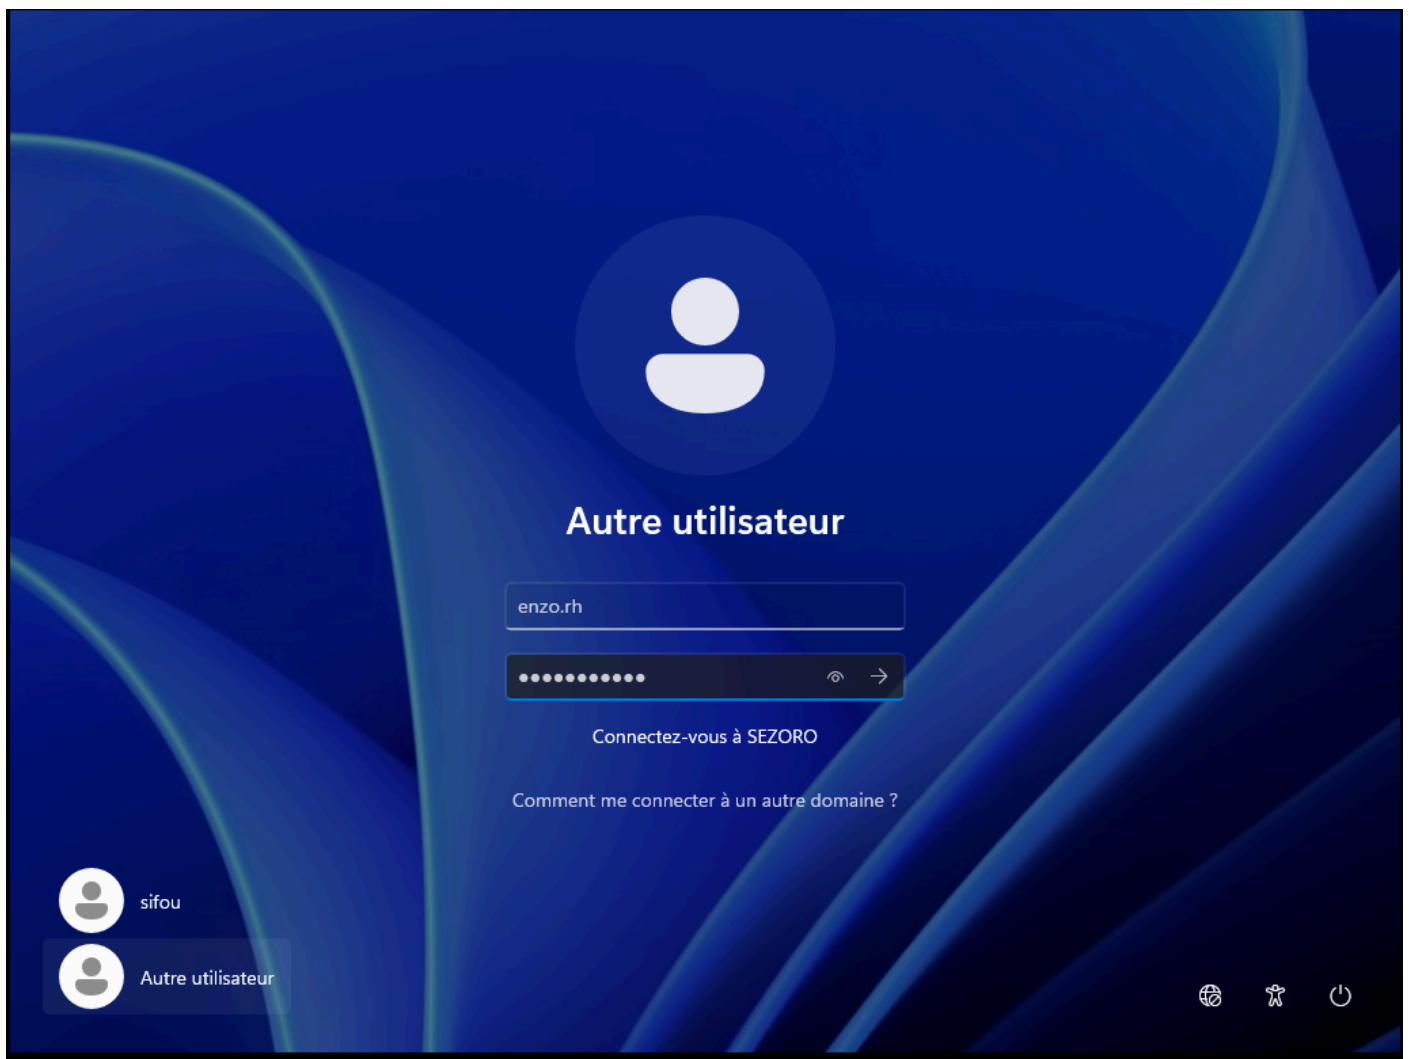 Autre utilisateur
enzo.rh
●●●●●●●●●●●
Connectez-vous à SEZORO
Comment me connecter à un autre domaine ?
sifou
Autre utilisateur